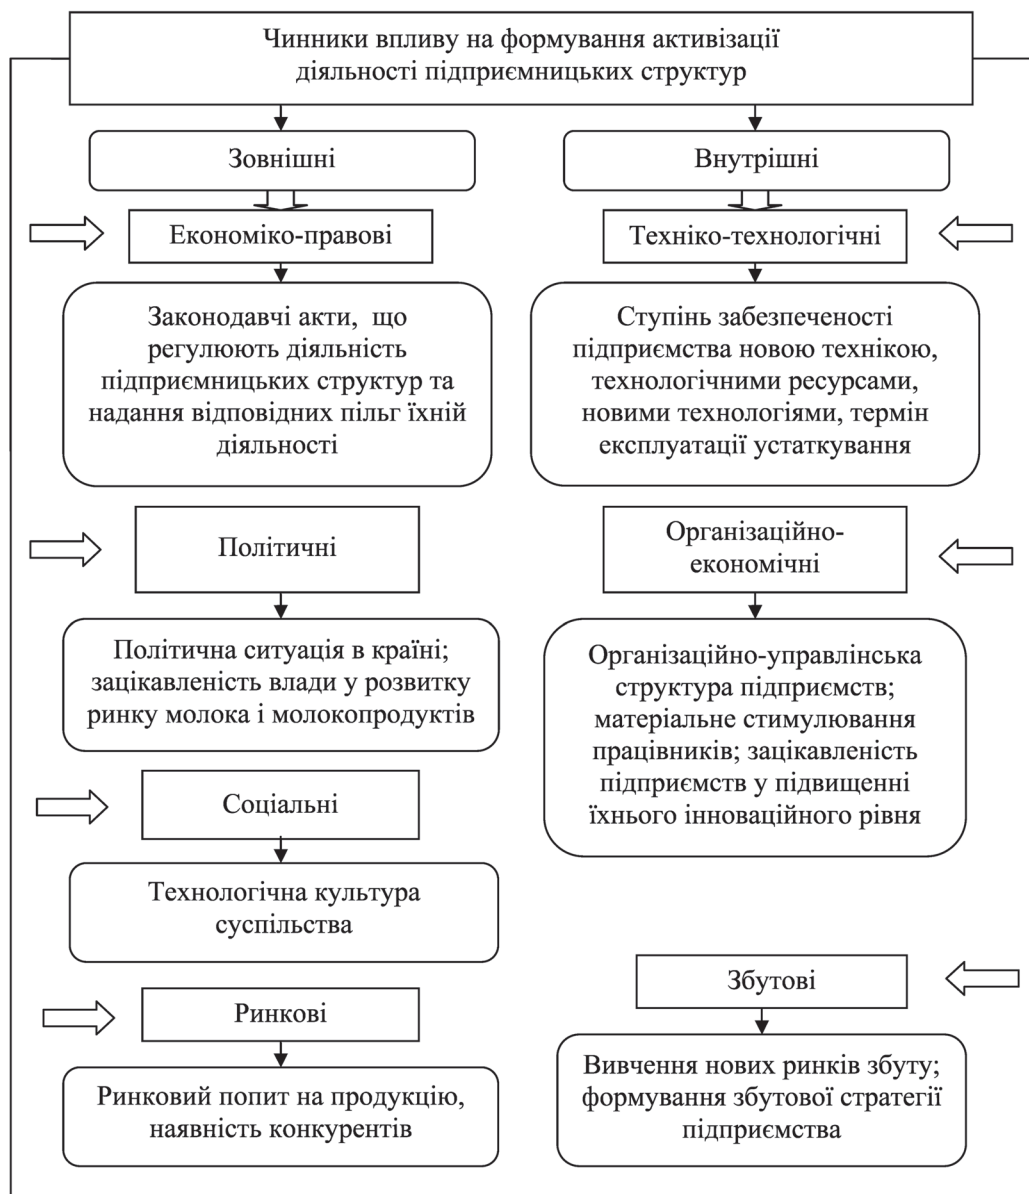 Чинники впливу на формування активізації
діяльності підприємницьких структур
Зовнішні
Економіко-правові
Законодавчі акти, що
регулюють діяльність
підприємницьких структур та
надання відповідних пільг їхній
діяльності
Політичні
Політична ситуація в країні;
зацікавленість влади у розвитку
ринку молока і молокопродуктів
Соціальні
Технологічна культура
суспільства
Ринкові
Ринковий попит на продукцію,
наявність конкурентів
Внутрішні
Техніко-технологічні
Ступінь забезпеченості
підприємства новою технікою,
технологічними ресурсами,
новими технологіями, термін
експлуатації устаткування
Організаційно-
економічні
Організаційно-управлінська
структура підприємств;
матеріальне стимулювання
працівників; зацікавленість
підприємств у підвищенні
їхнього інноваційного рівня
Збутові
Вивчення нових ринків збуту;
формування збутової стратегії
підприємства